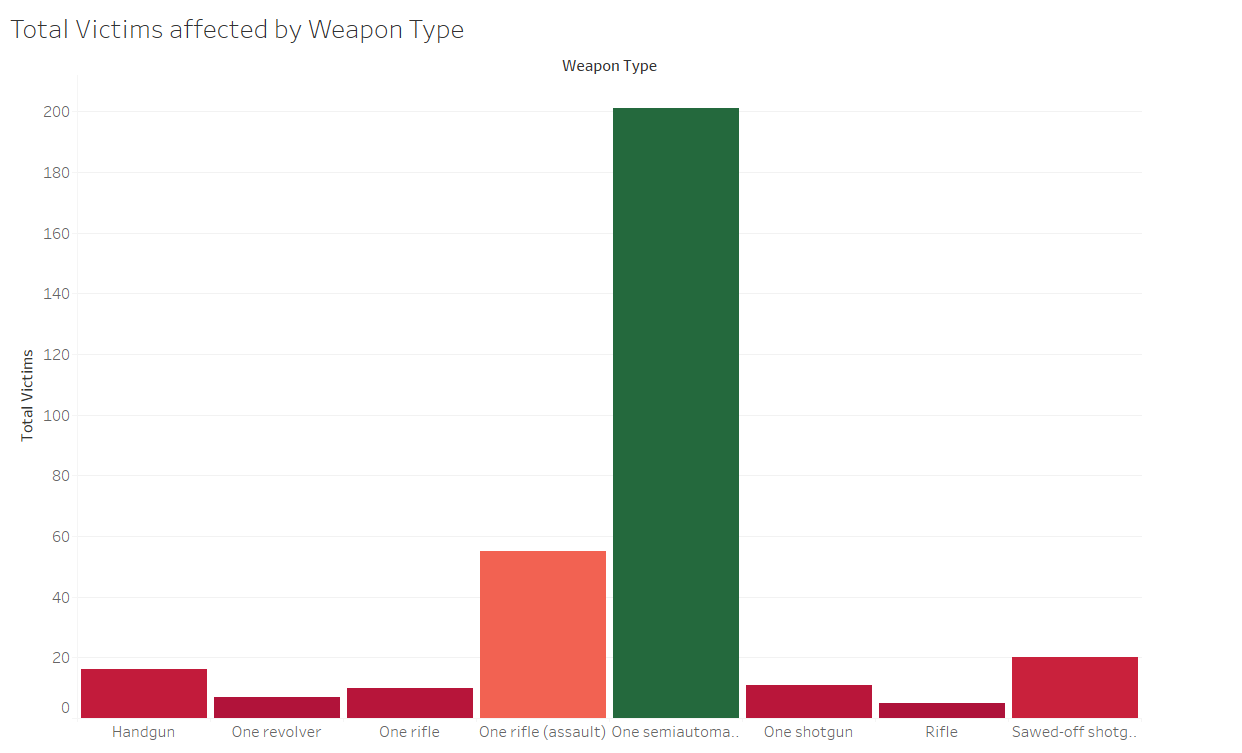 Total Victims affected by Weapon Type
Weapon Type
Total Victims
200
180
160
140
120
100
80
60
40
20
0
Handgun
One revolver
One rifle
One rifle (assault)
One semiautoma..
One shotgun
Rifle
Sawed-off shotg..